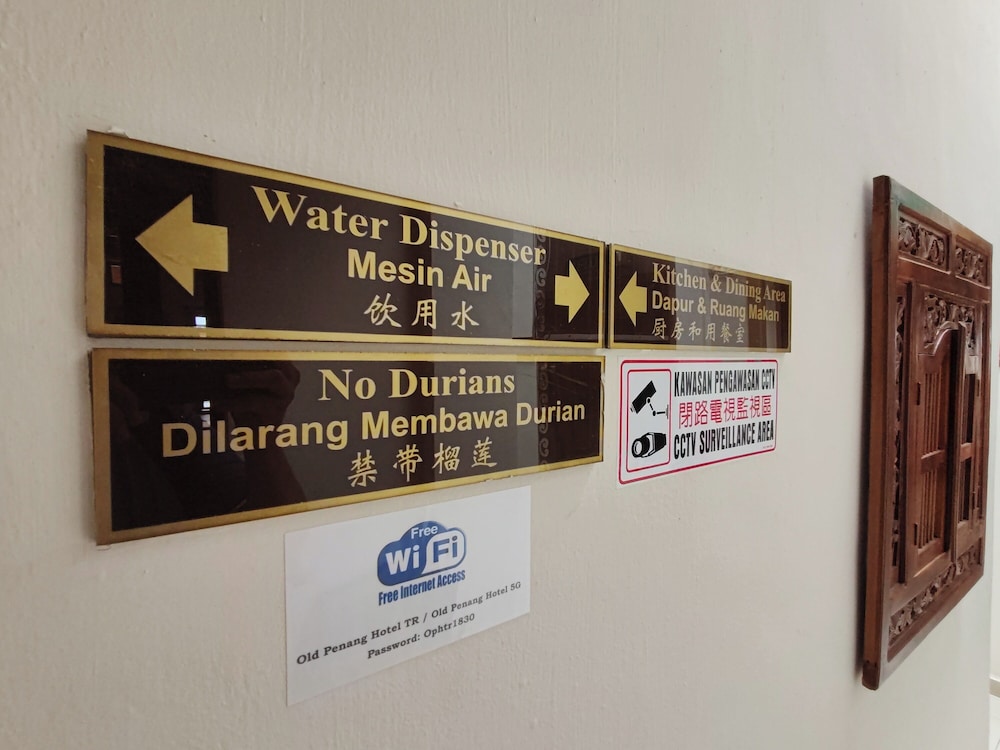 Water Dispenser
Mesin Air
饮用水
Kitchen & Dining Area
Dapur & Ruang Makan
厨房和用餐室
No Durians
Dilarang Membawa Durian
禁带榴莲
KAWASAN PENGAWASAN CCTV
閉路電視監視區
CCTV SURVEILLANCE AREA
Free
Wi Fi
Free Internet Access
Old Penang Hotel TR / Old Penang Hotel 5G
Password: Ophtr1830